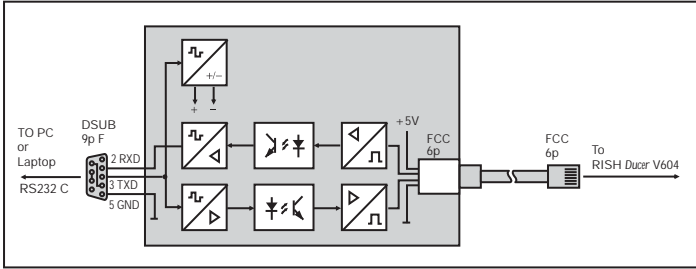 +/−
+ −
+5V
TO PC
or
Laptop
RS232 C
DSUB
9p F
2 RXD
3 TXD
5 GND
FCC
6p
FCC
6p
To
RISH Ducer V604